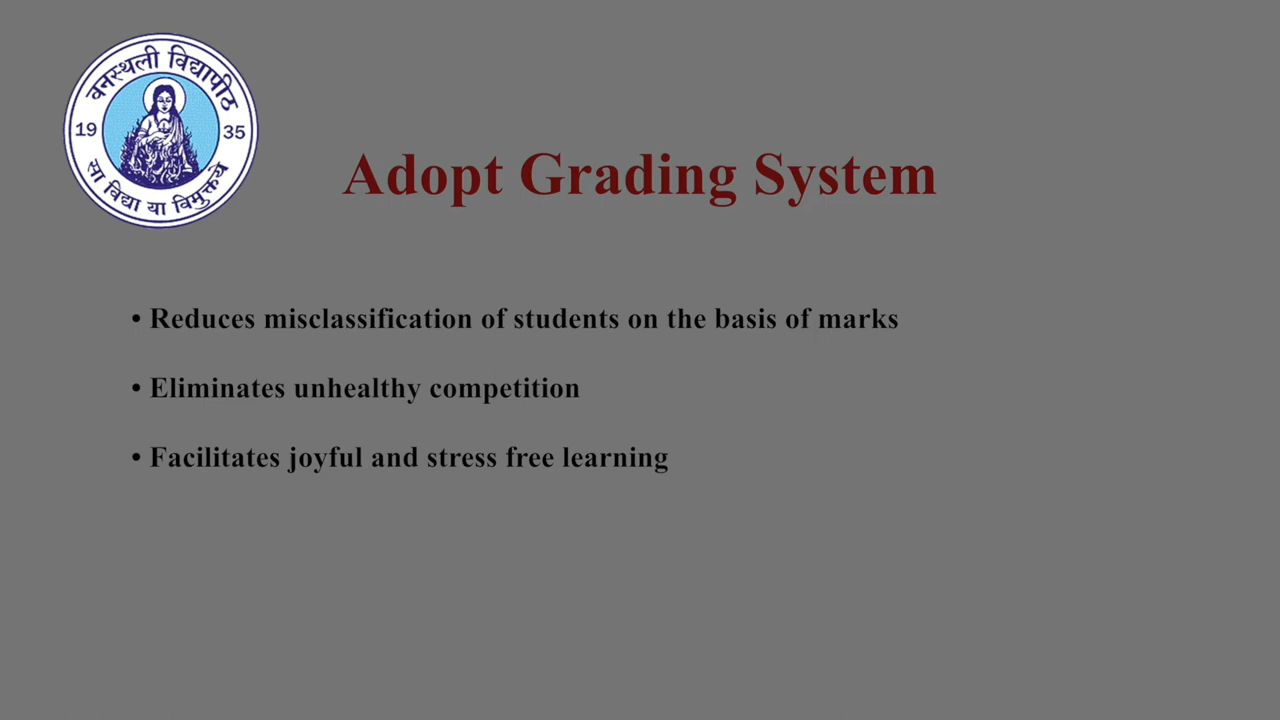 वनस्थली विद्यापीठ
19 35
सा विद्या या विमुक्तये
Adopt Grading System
• Reduces misclassification of students on the basis of marks
• Eliminates unhealthy competition
• Facilitates joyful and stress free learning